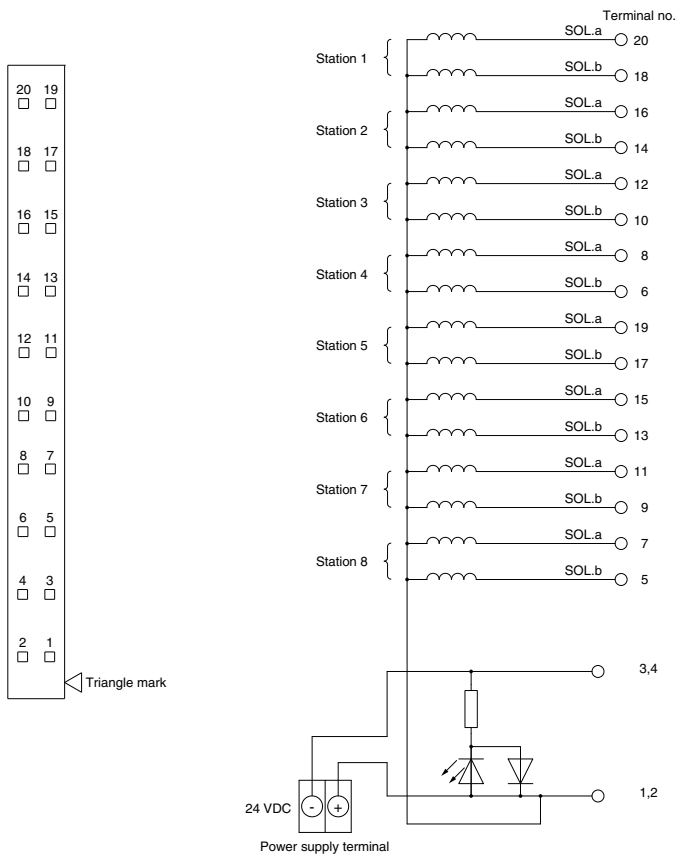 Terminal no.
20 19
18 17
16 15
14 13
12 11
10 9
8 7
6 5
4 3
2 1
Triangle mark
Station 1
SOL.a 20
SOL.b 18
Station 2
SOL.a 16
SOL.b 14
Station 3
SOL.a 12
SOL.b 10
Station 4
SOL.a 8
SOL.b 6
Station 5
SOL.a 19
SOL.b 17
Station 6
SOL.a 15
SOL.b 13
Station 7
SOL.a 11
SOL.b 9
Station 8
SOL.a 7
SOL.b 5
3,4
1,2
24 VDC - +
Power supply terminal